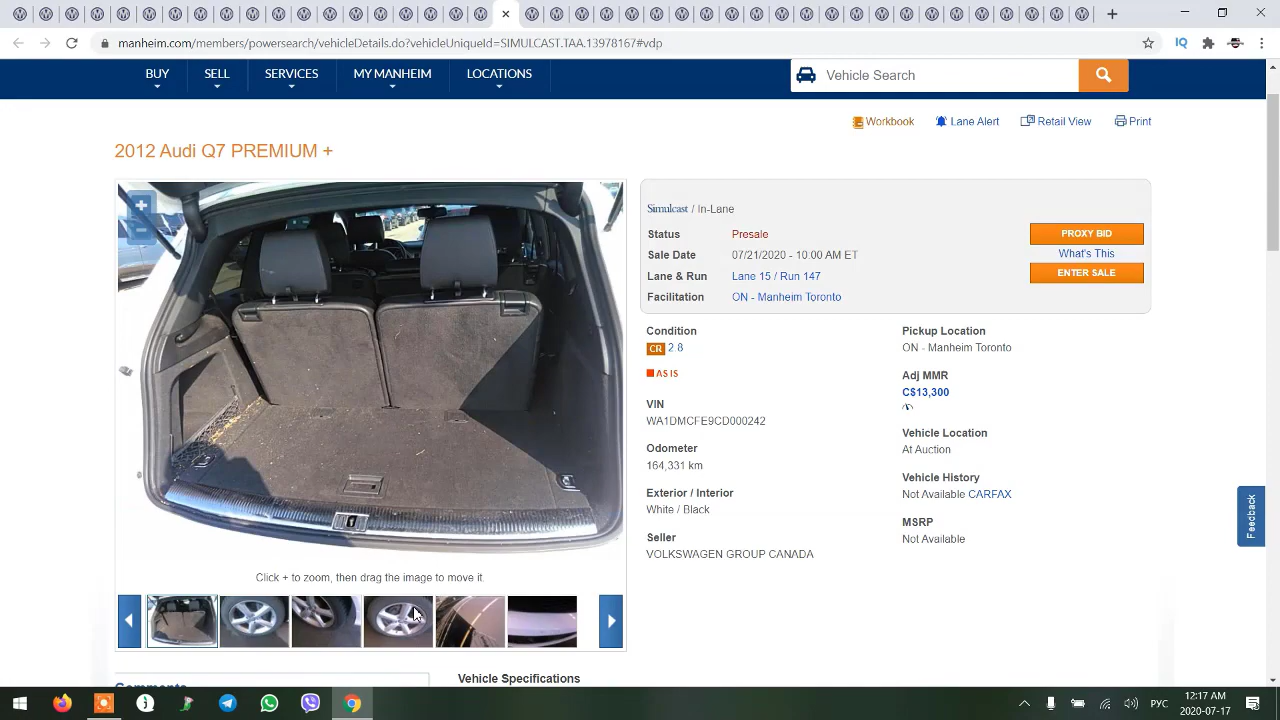 manheim.com/members/powersearch/vehicleDetails.do?vehicleUniqueId=SIMULCAST.TAA.13978167#vdp
BUY SELL SERVICES MY MANHEIM LOCATIONS
Vehicle Search
Workbook Lane Alert Retail View Print
2012 Audi Q7 PREMIUM +
Simulcast / In-Lane
Status Presale
Sale Date 07/21/2020 - 10:00 AM ET
Lane & Run Lane 15 / Run 147
Facilitation ON - Manheim Toronto
PROXY BID
What's This
ENTER SALE
Condition
CR 2.8
AS IS
VIN
WA1DMCFE9CD000242
Odometer
164,331 km
Exterior / Interior
White / Black
Seller
VOLKSWAGEN GROUP CANADA
Pickup Location
ON - Manheim Toronto
Adj MMR
C$13,300
Vehicle Location
At Auction
Vehicle History
Not Available CARFAX
MSRP
Not Available
Feedback
Click + to zoom, then drag the image to move it.
Comments
Vehicle Specifications
РУС
12:17 AM
2020-07-17